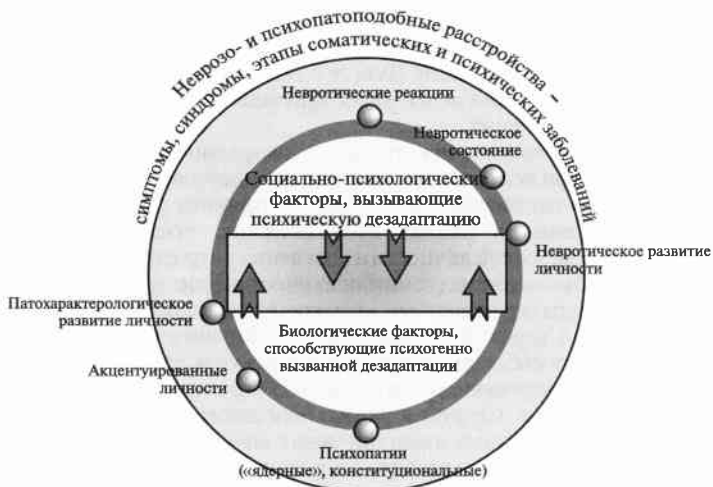 Неврозо- и психопатоподобные расстройства –
симптомы, синдромы, этапы соматических и психических заболеваний
Невротические реакции
Невротическое
состояние
Социально-психологические
факторы, вызывающие
психическую дезадаптацию
Невротическое развитие
личности
Патохарактерологическое
развитие личности
Биологические факторы,
способствующие психогенно
вызванной дезадаптации
Акцентуированные
личности
Психопатии
(«ядерные», конституциональные)